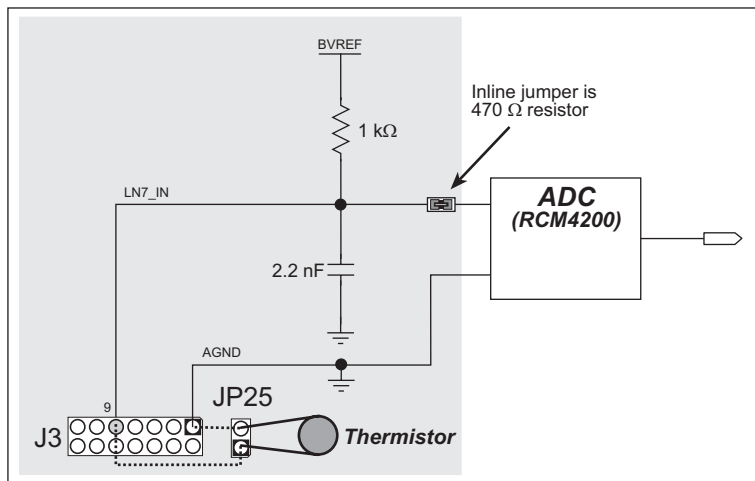 BVREF
Inline jumper is
470 Ω resistor
1 kΩ
LN7_IN
ADC
(RCM4200)
2.2 nF
AGND
9
JP25
J3
Thermistor